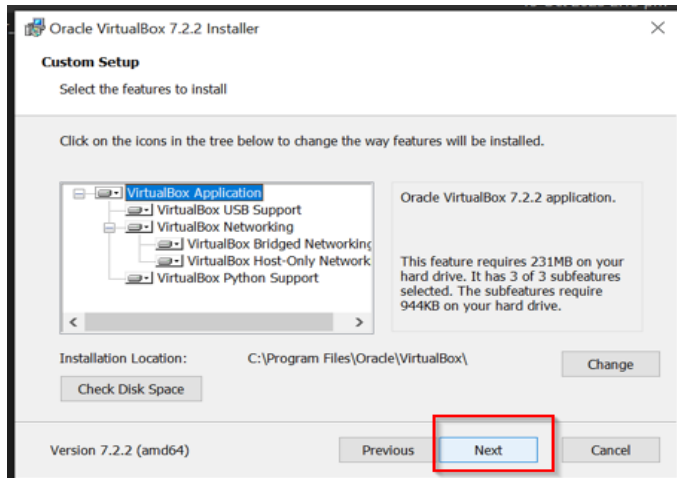 Oracle VirtualBox 7.2.2 Installer
Custom Setup
Select the features to install
Click on the icons in the tree below to change the way features will be installed.
VirtualBox Application
VirtualBox USB Support
VirtualBox Networking
VirtualBox Bridged Networking
VirtualBox Host-Only Network
VirtualBox Python Support
Oracle VirtualBox 7.2.2 application.
This feature requires 231MB on your
hard drive. It has 3 of 3 subfeatures
selected. The subfeatures require
944KB on your hard drive.
Installation Location:
C:\Program Files\Oracle\VirtualBox\
Change
Check Disk Space
Version 7.2.2 (amd64)
Previous
Next
Cancel